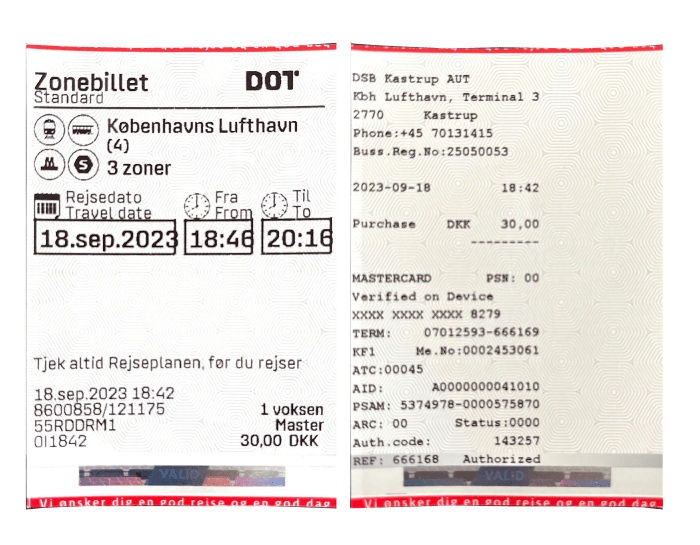 Zonebillet DOT
Standard
Københavns Lufthavn
(4)
S 3 zoner
Rejsedato Fra Til
Travel date From To
18.sep.2023 18:46 20:16
Tjek altid Rejseplanen, før du rejser
18.sep.2023 18:42
8600858/121175 1 voksen
55RDDRM1 Master
0I1842 30,00 DKK
VALID
Vi ønsker dig en god rejse og en god dag
DSB Kastrup AUT
Kbh Lufthavn, Terminal 3
2770 Kastrup
Phone:+45 70131415
Buss.Reg.No:25050053
2023-09-18 18:42
Purchase DKK 30,00
---------
MASTERCARD PSN: 00
Verified on Device
XXXX XXXX XXXX 8279
TERM: 07012593-666169
KF1 Me.No:0002453061
ATC:00045
AID: A0000000041010
PSAM: 5374978-0000575870
ARC: 00 Status:0000
Auth.code: 143257
REF: 666168 Authorized
VALID
Vi ønsker dig en god rejse og en god dag